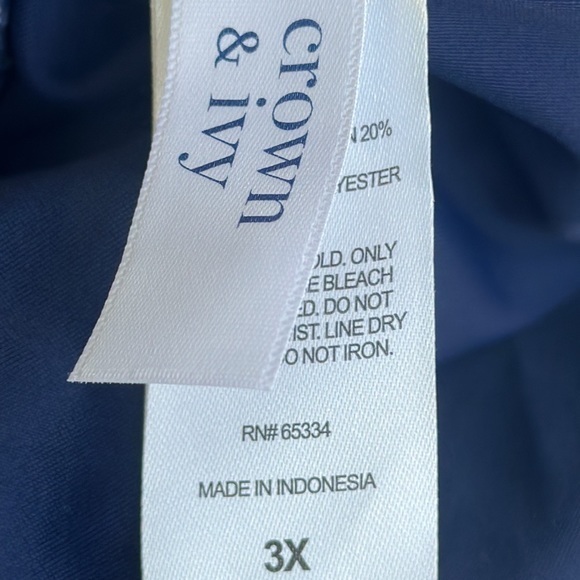 crown
& ivy
20%
ONLY
BLEACH
DO NOT
LINE DRY
NOT IRON.
RN# 65334
MADE IN INDONESIA
3X